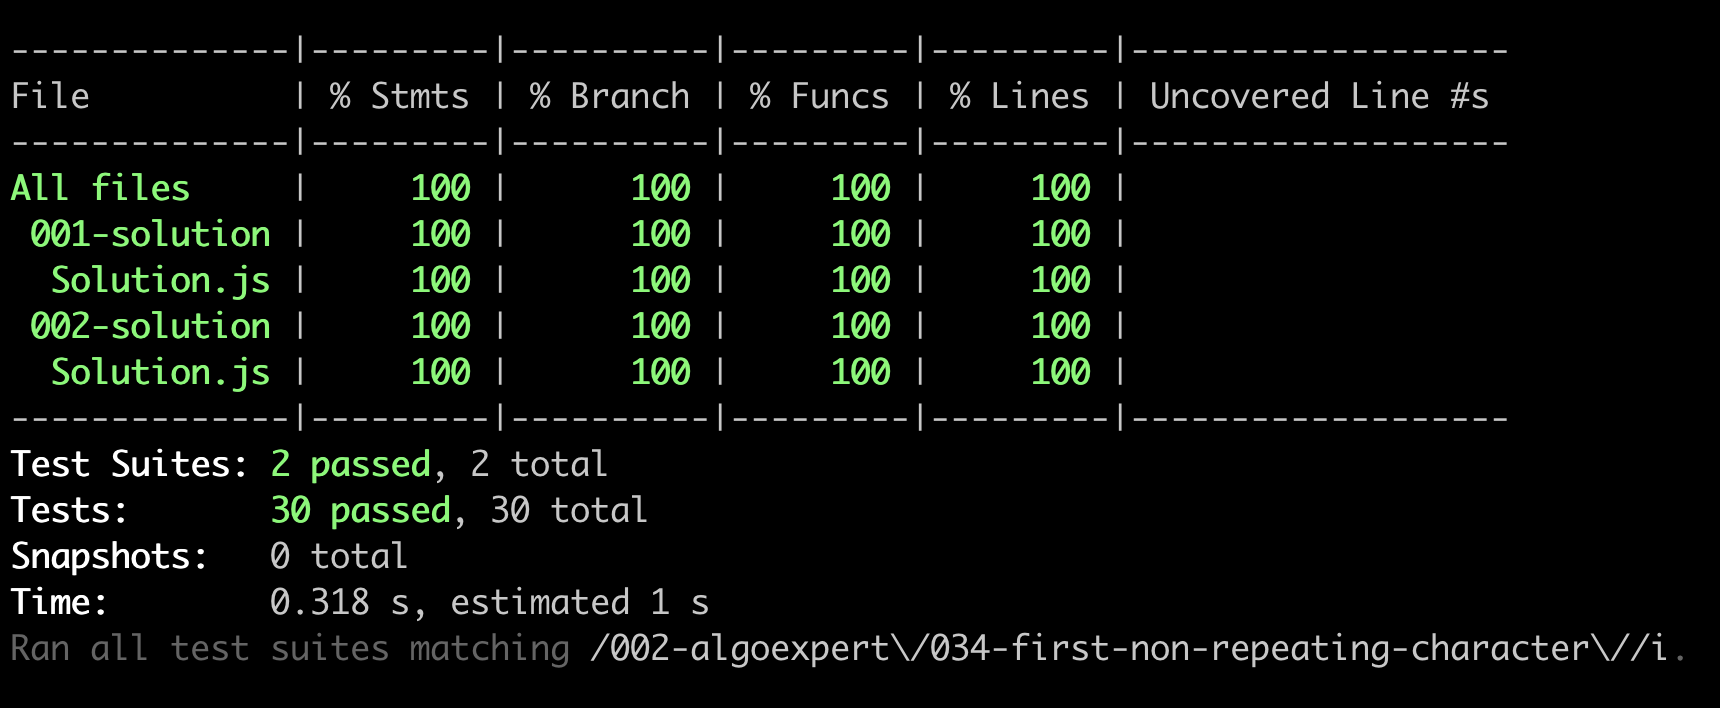 --------------|---------|----------|---------|---------|-------------------
File          | % Stmts | % Branch | % Funcs | % Lines | Uncovered Line #s
--------------|---------|----------|---------|---------|-------------------
All files     |     100 |      100 |     100 |     100 |
 001-solution |     100 |      100 |     100 |     100 |
  Solution.js |     100 |      100 |     100 |     100 |
 002-solution |     100 |      100 |     100 |     100 |
  Solution.js |     100 |      100 |     100 |     100 |
--------------|---------|----------|---------|---------|-------------------
Test Suites: 2 passed, 2 total
Tests:       30 passed, 30 total
Snapshots:   0 total
Time:        0.318 s, estimated 1 s
Ran all test suites matching /002-algoexpert\/034-first-non-repeating-character\//i.